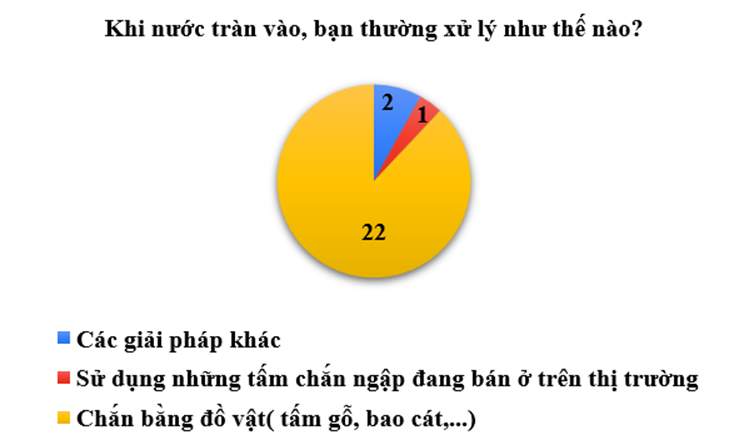 Khi nước tràn vào, bạn thường xử lý như thế nào?
2
1
22
Các giải pháp khác
Sử dụng những tấm chắn ngập đang bán ở trên thị trường
Chắn bằng đồ vật( tấm gỗ, bao cát,...)